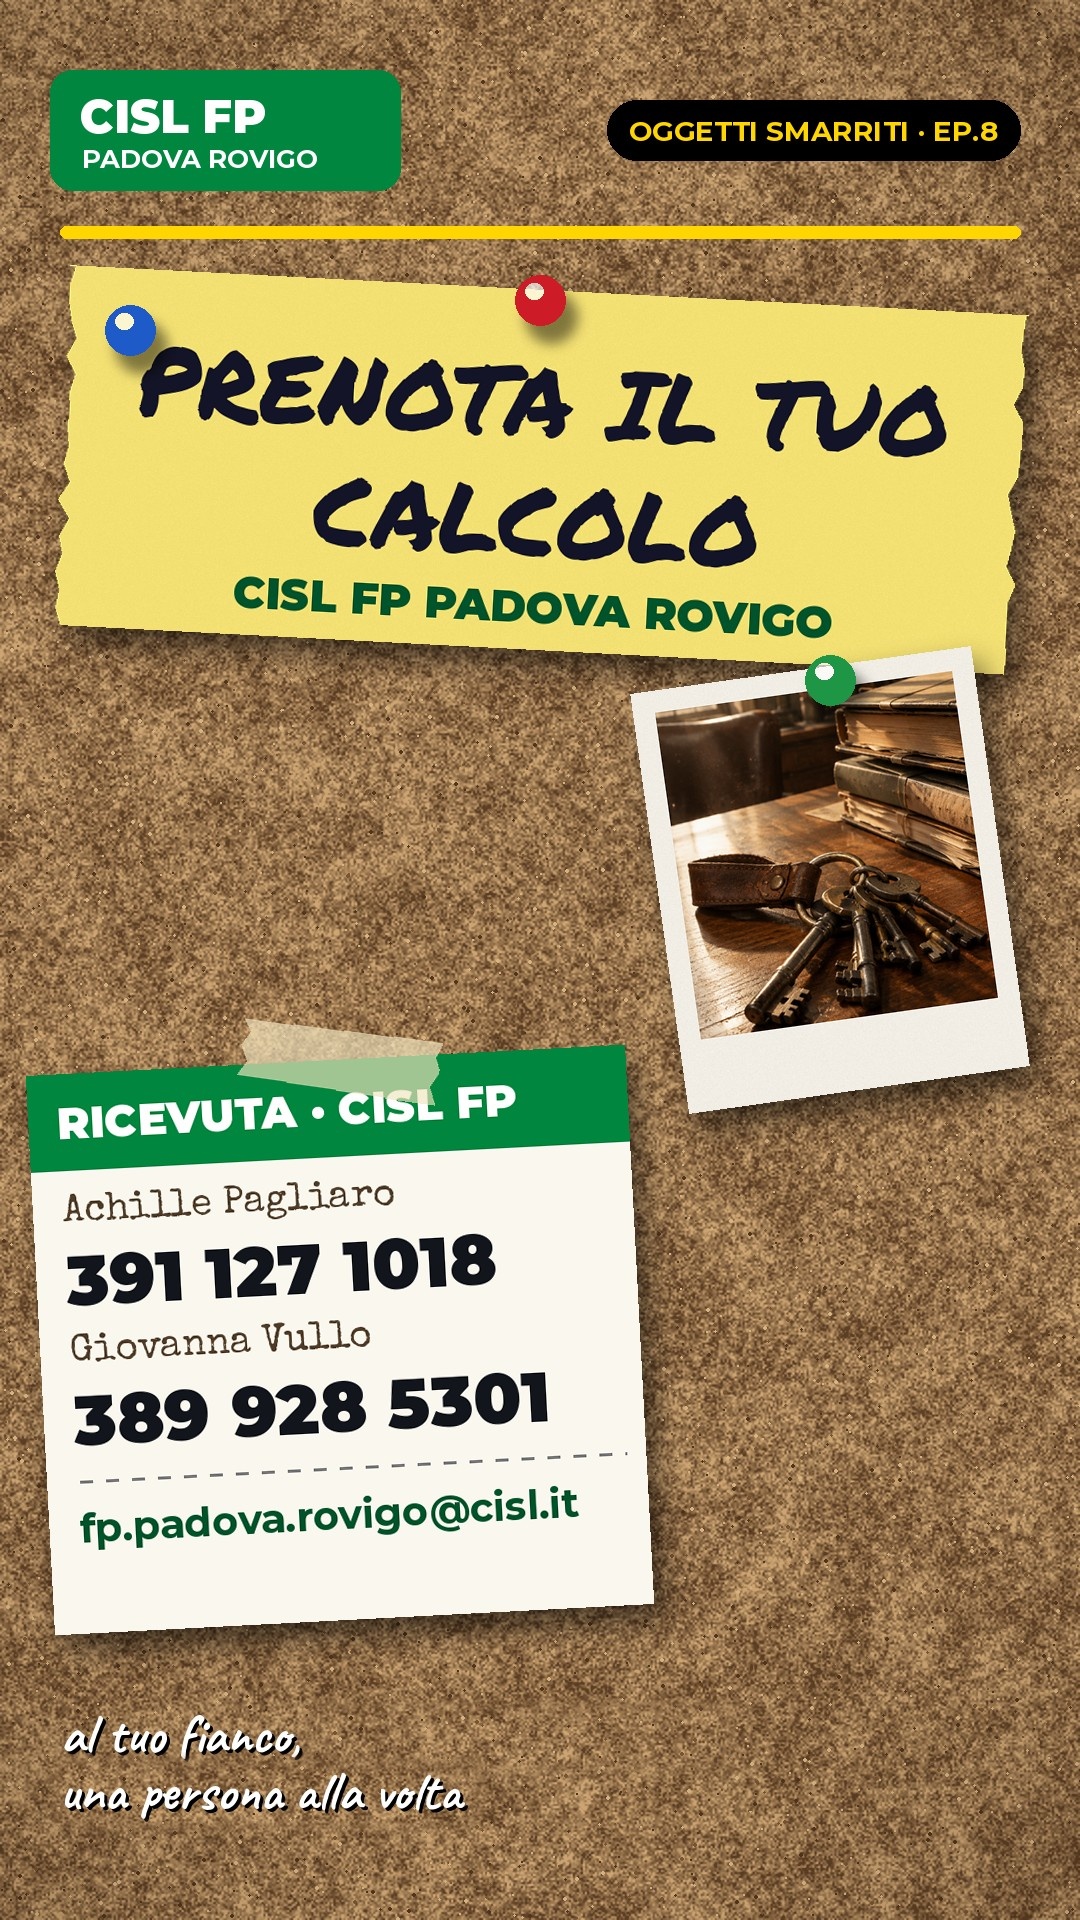 CISL FP
PADOVA ROVIGO
OGGETTI SMARRITI · EP.8
PRENOTA IL TUO
CALCOLO
CISL FP PADOVA ROVIGO
RICEVUTA • CISL FP
Achille Pagliaro
391 127 1018
Giovanna Vullo
389 928 5301
fp.padova.rovigo@cisl.it
al tuo fianco,
una persona alla volta